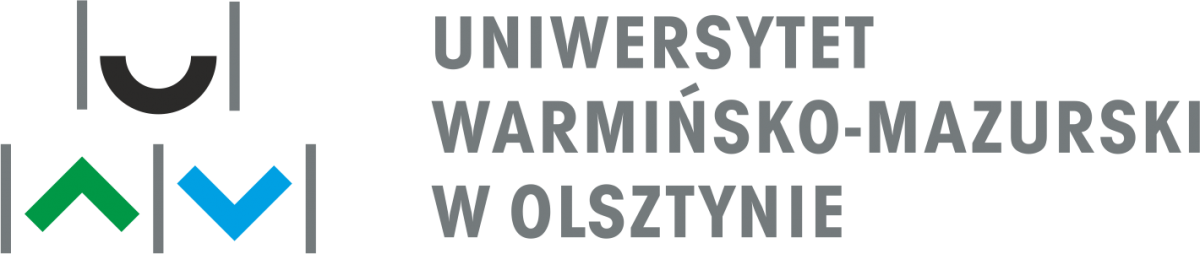 UNIWERSYTET
WARMIŃSKO-MAZURSKI
W OLSZTYNIE